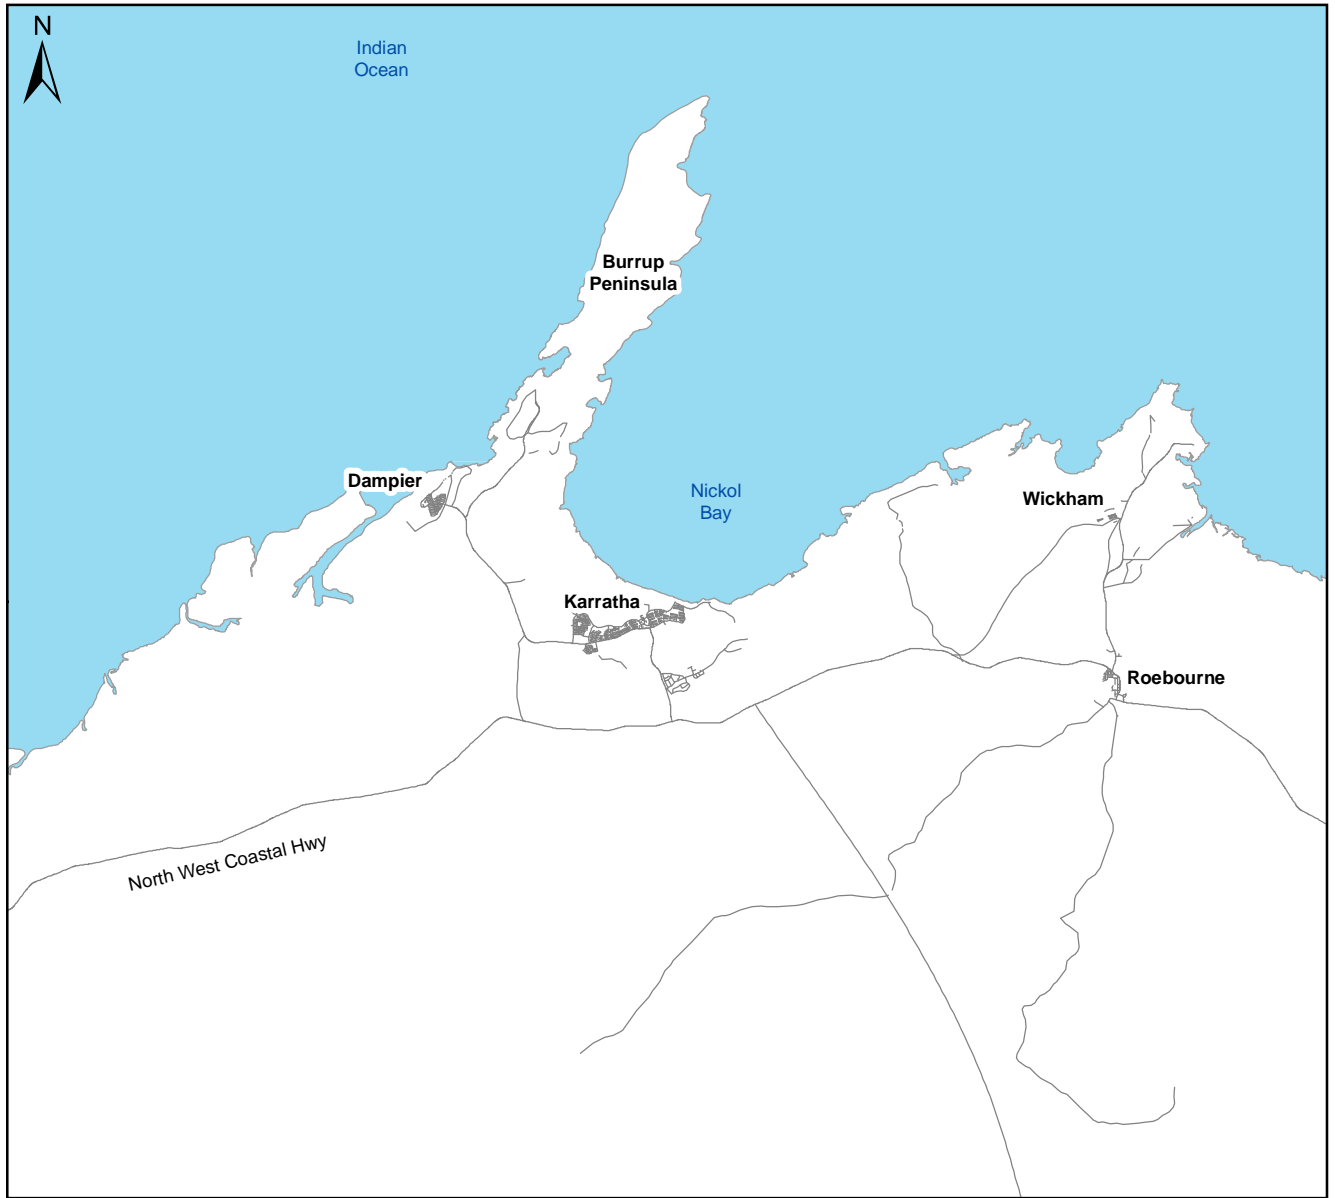 N
Indian
Ocean
Burrup
Peninsula
Dampier
Nickol
Bay
Wickham
Karratha
Roebourne
North West Coastal Hwy